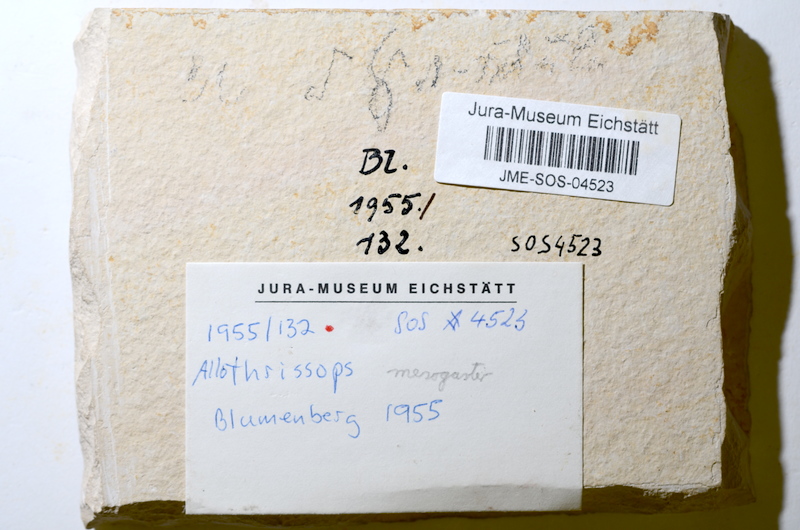 Jura-Museum Eichstätt
JME-SOS-04523
Bl.
1955./
132.
SOS4523
JURA-MUSEUM EICHSTÄTT
1955/132 SOS 4523
Allothrissops mesogaster
Blumenberg 1955